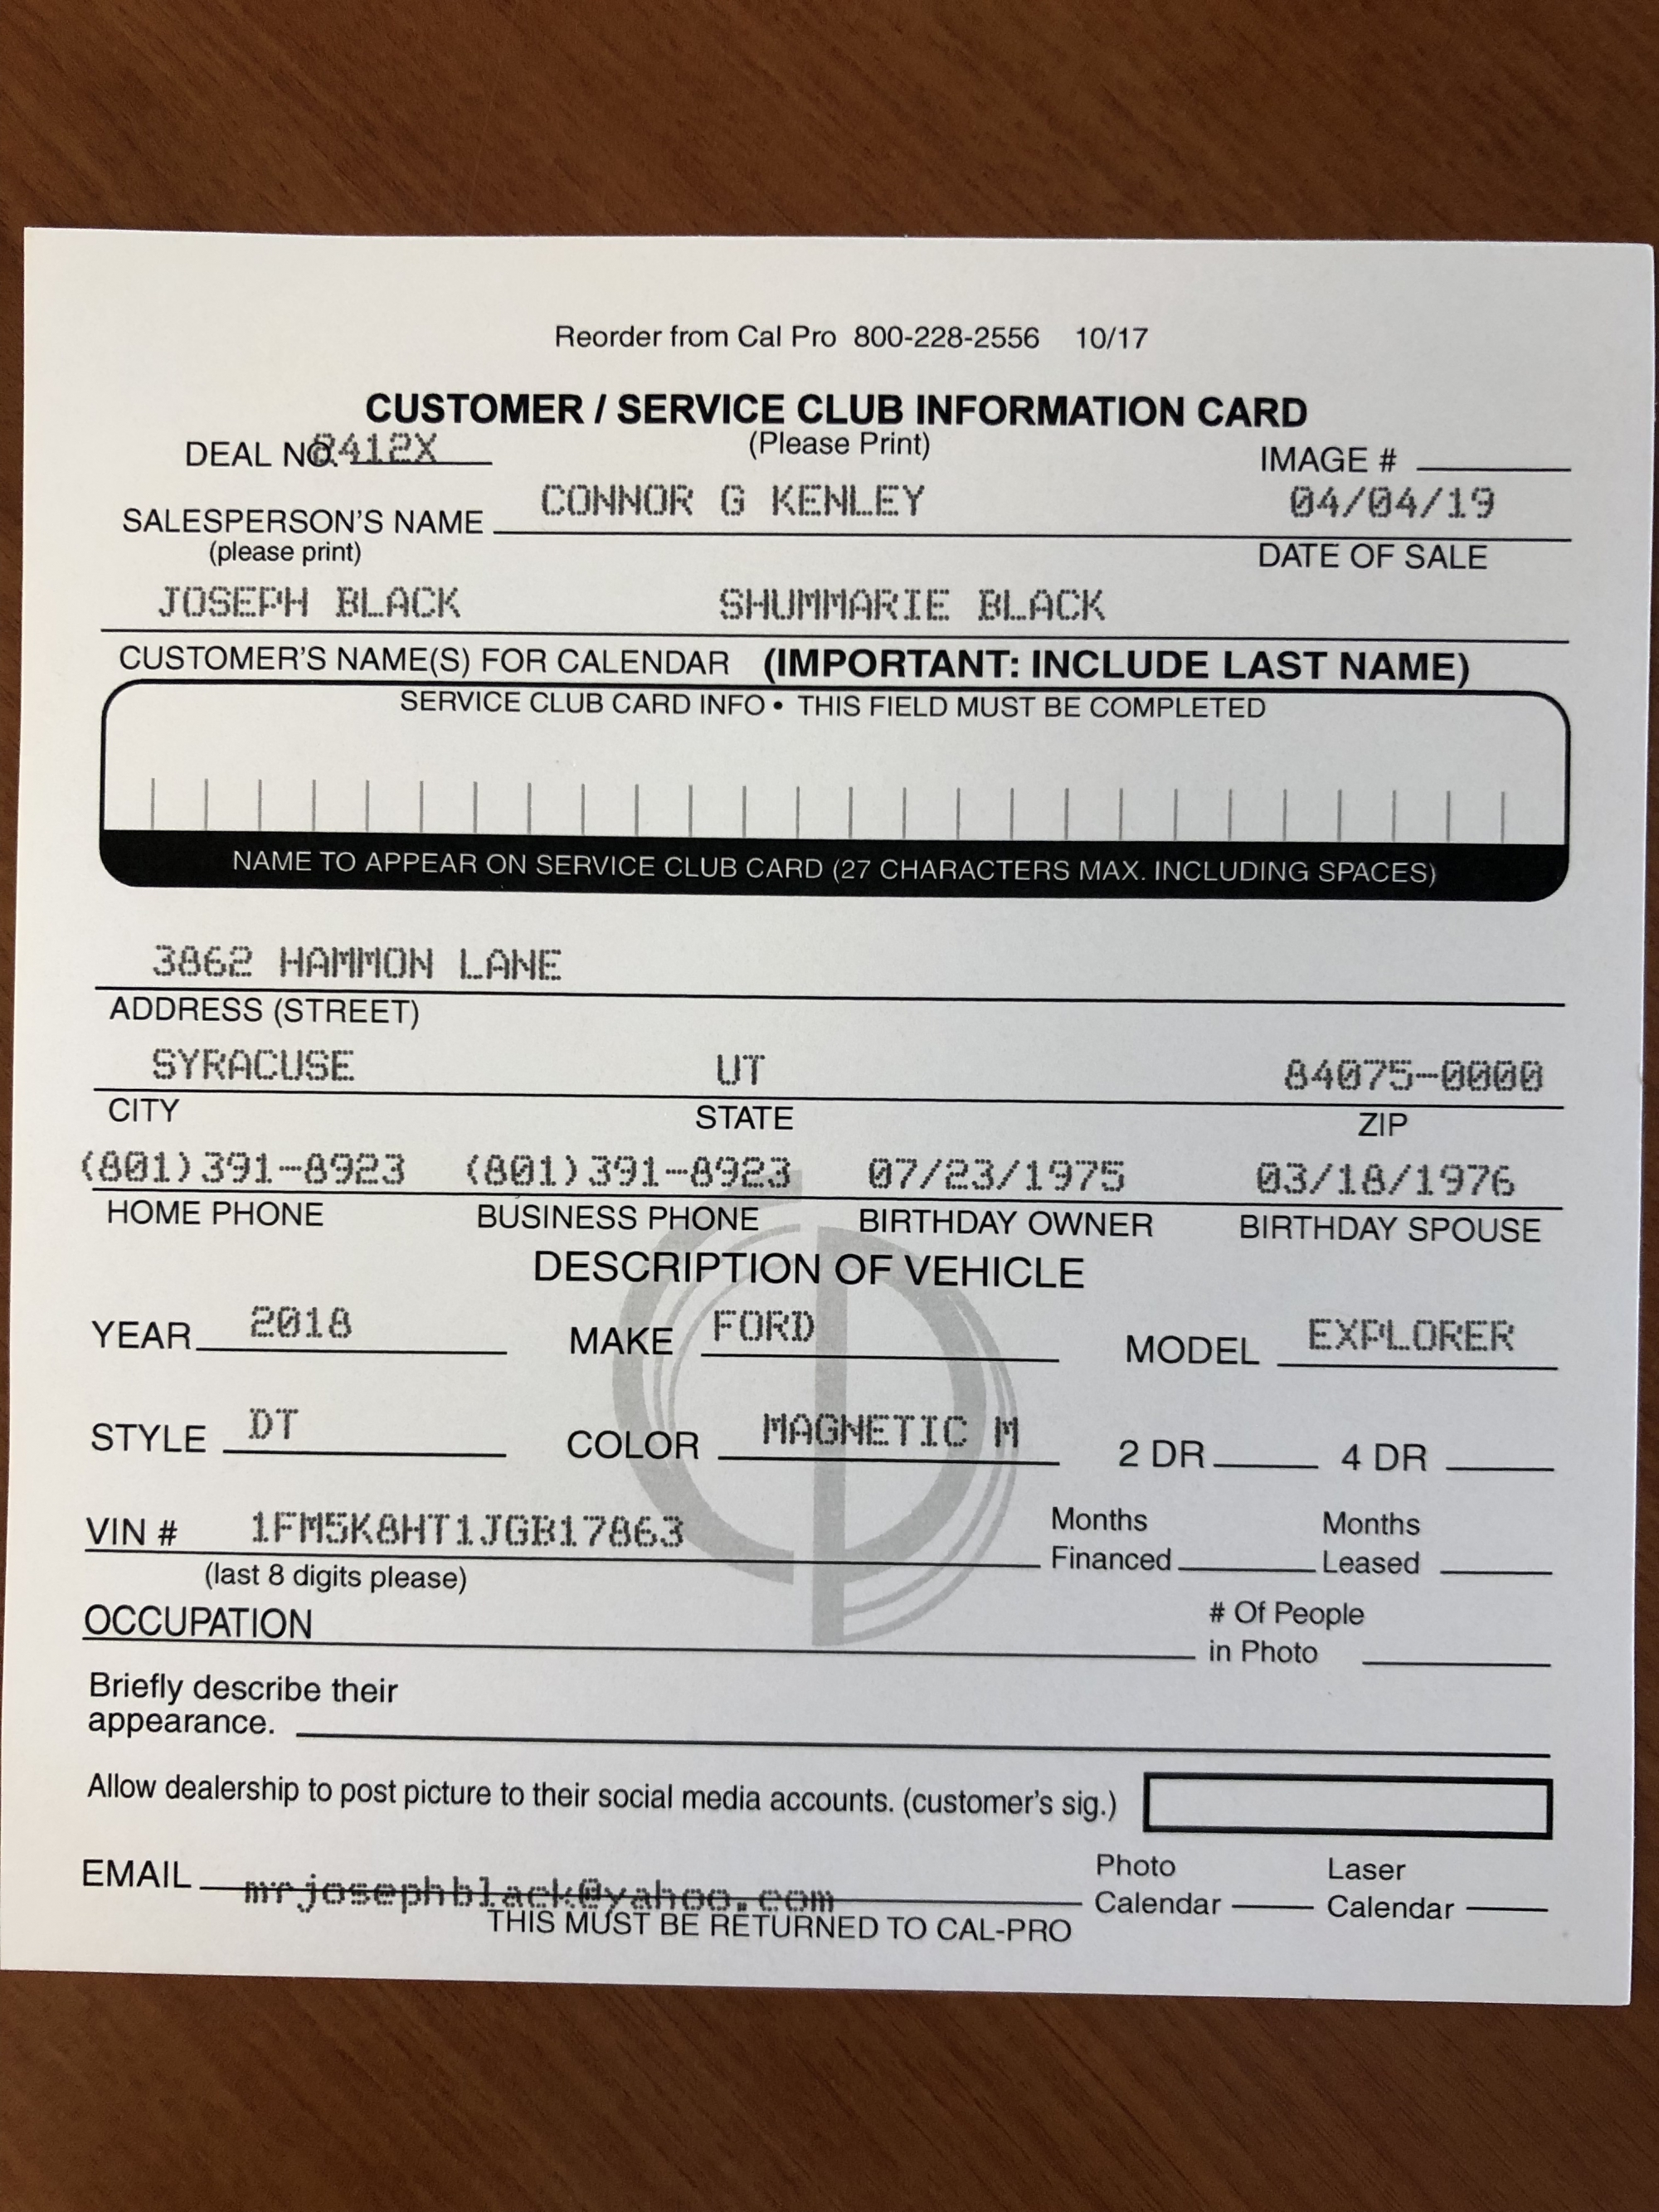 Reorder from Cal Pro 800-228-2556 10/17
CUSTOMER / SERVICE CLUB INFORMATION CARD
DEAL NO. 8412X (Please Print) IMAGE #
SALESPERSON'S NAME CONNOR G KENLEY 04/04/19
(please print) DATE OF SALE
JOSEPH BLACK SHUMMARIE BLACK
CUSTOMER'S NAME(S) FOR CALENDAR (IMPORTANT: INCLUDE LAST NAME)
SERVICE CLUB CARD INFO • THIS FIELD MUST BE COMPLETED
NAME TO APPEAR ON SERVICE CLUB CARD (27 CHARACTERS MAX. INCLUDING SPACES)
3862 HAMMON LANE
ADDRESS (STREET)
SYRACUSE UT 84075-0000
CITY STATE ZIP
(801)391-8923 (801)391-8923 07/23/1975 03/18/1976
HOME PHONE BUSINESS PHONE BIRTHDAY OWNER BIRTHDAY SPOUSE
DESCRIPTION OF VEHICLE
YEAR 2018 MAKE FORD MODEL EXPLORER
STYLE DT COLOR MAGNETIC M 2 DR 4 DR
VIN # 1FM5K8HT1JGB17863 Months Financed Months Leased
(last 8 digits please)
OCCUPATION # Of People in Photo
Briefly describe their
appearance.
Allow dealership to post picture to their social media accounts. (customer's sig.)
EMAIL mrjosephblack@yahoo.com Photo Calendar Laser Calendar
THIS MUST BE RETURNED TO CAL-PRO